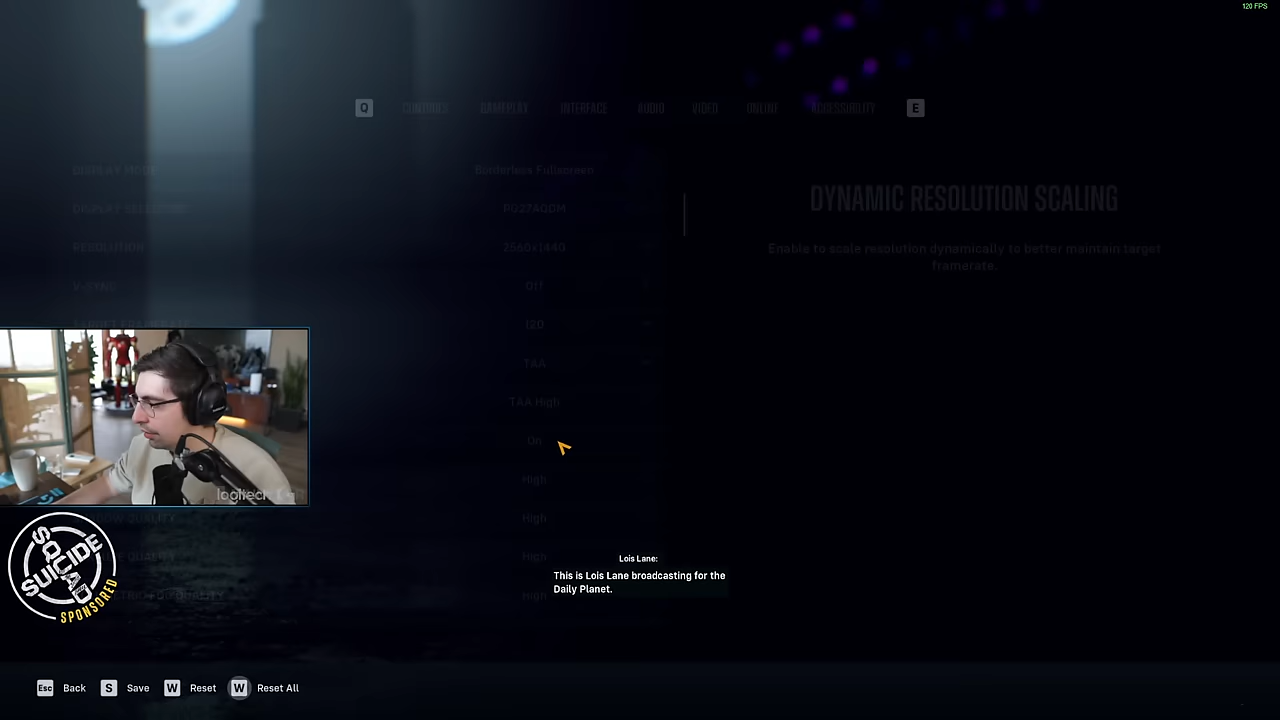 120 FPS
Q CONTROLS GAMEPLAY INTERFACE AUDIO VIDEO ONLINE ACCESSIBILITY E
DISPLAY MODE Borderless Fullscreen
PG27AQDM
RESOLUTION 2560x1440
V-SYNC Off
120
TAA
TAA High
On
High
High
High
High
DYNAMIC RESOLUTION SCALING
Enable to scale resolution dynamically to better maintain target
framerate.
logitech G
SUICIDE
SQUAD
SPONSORED
Lois Lane:
This is Lois Lane broadcasting for the
Daily Planet.
Esc Back S Save W Reset W Reset All